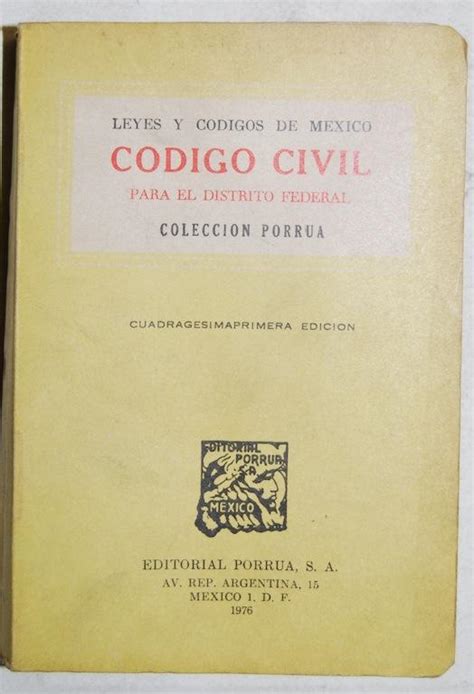 LEYES Y CODIGOS DE MEXICO
CODIGO CIVIL
PARA EL DISTRITO FEDERAL
COLECCION PORRUA
CUADRAGESIMAPRIMERA EDICION
EDITORIAL
PORRUA
S.A.
MEXICO
EDITORIAL PORRUA, S. A.
AV. REP. ARGENTINA, 15
MEXICO 1, D. F.
1976